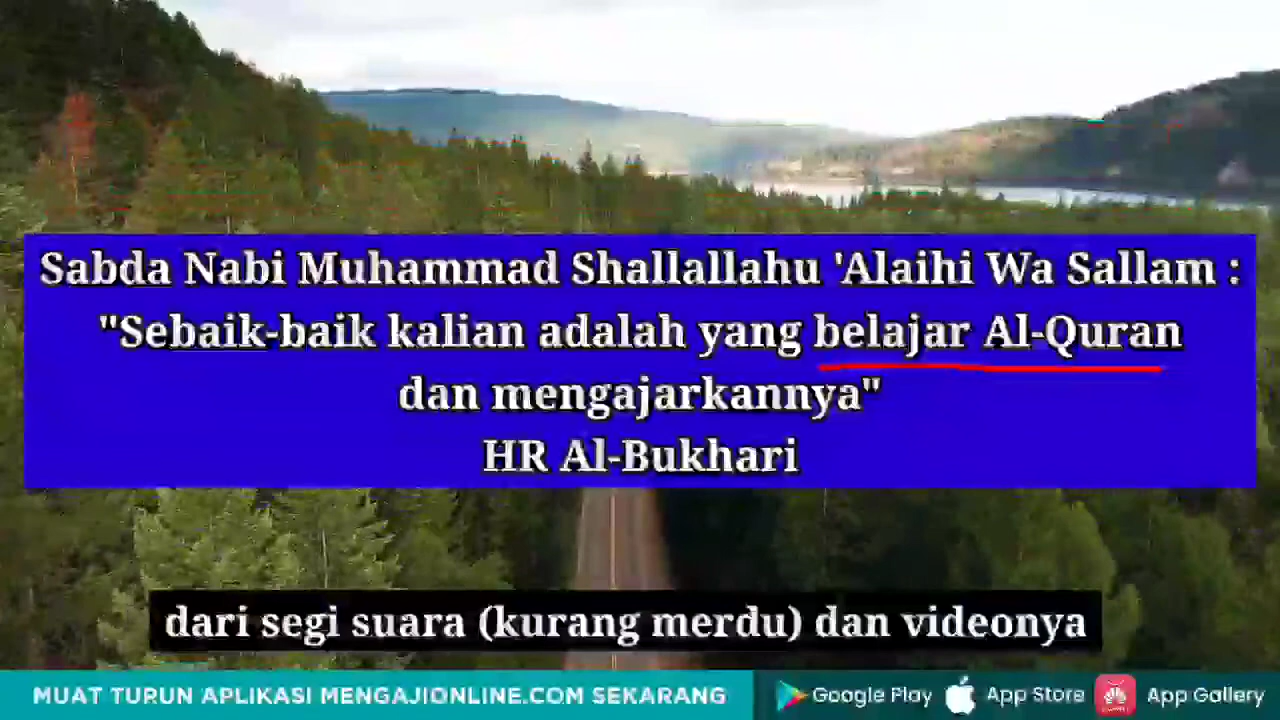 Sabda Nabi Muhammad Shallallahu 'Alaihi Wa Sallam :
"Sebaik-baik kalian adalah yang belajar Al-Quran
dan mengajarkannya"
HR Al-Bukhari
dari segi suara (kurang merdu) dan videonya
MUAT TURUN APLIKASI MENGAJIONLINE.COM SEKARANG
Google Play App Store App Gallery